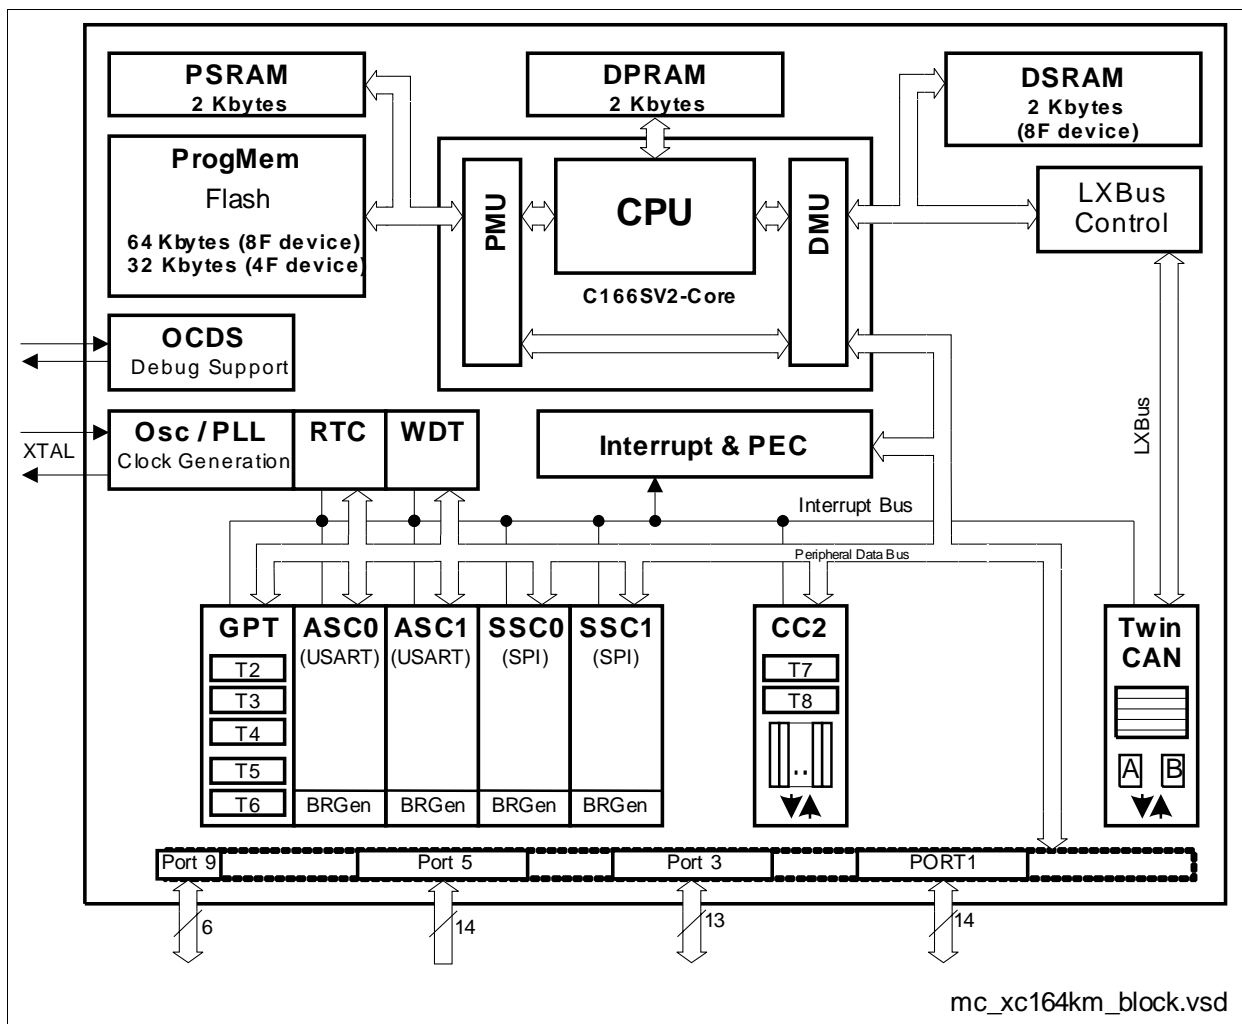 PSRAM
2 Kbytes
DPRAM
2 Kbytes
DSRAM
2 Kbytes
(8F device)
ProgMem
Flash
64 Kbytes (8F device)
32 Kbytes (4F device)
PMU
CPU
DMU
C166SV2-Core
LXBus
Control
OCDS
Debug Support
Osc / PLL
Clock Generation
RTC
WDT
XTAL
Interrupt & PEC
LXBus
Interrupt Bus
Peripheral Data Bus
GPT
T2
T3
T4
T5
T6
ASC0
(USART)
BRGen
ASC1
(USART)
BRGen
SSC0
(SPI)
BRGen
SSC1
(SPI)
BRGen
CC2
T7
T8
..
Twin
CAN
A
B
Port 9
Port 5
Port 3
PORT1
6
14
13
14
mc_xc164km_block.vsd